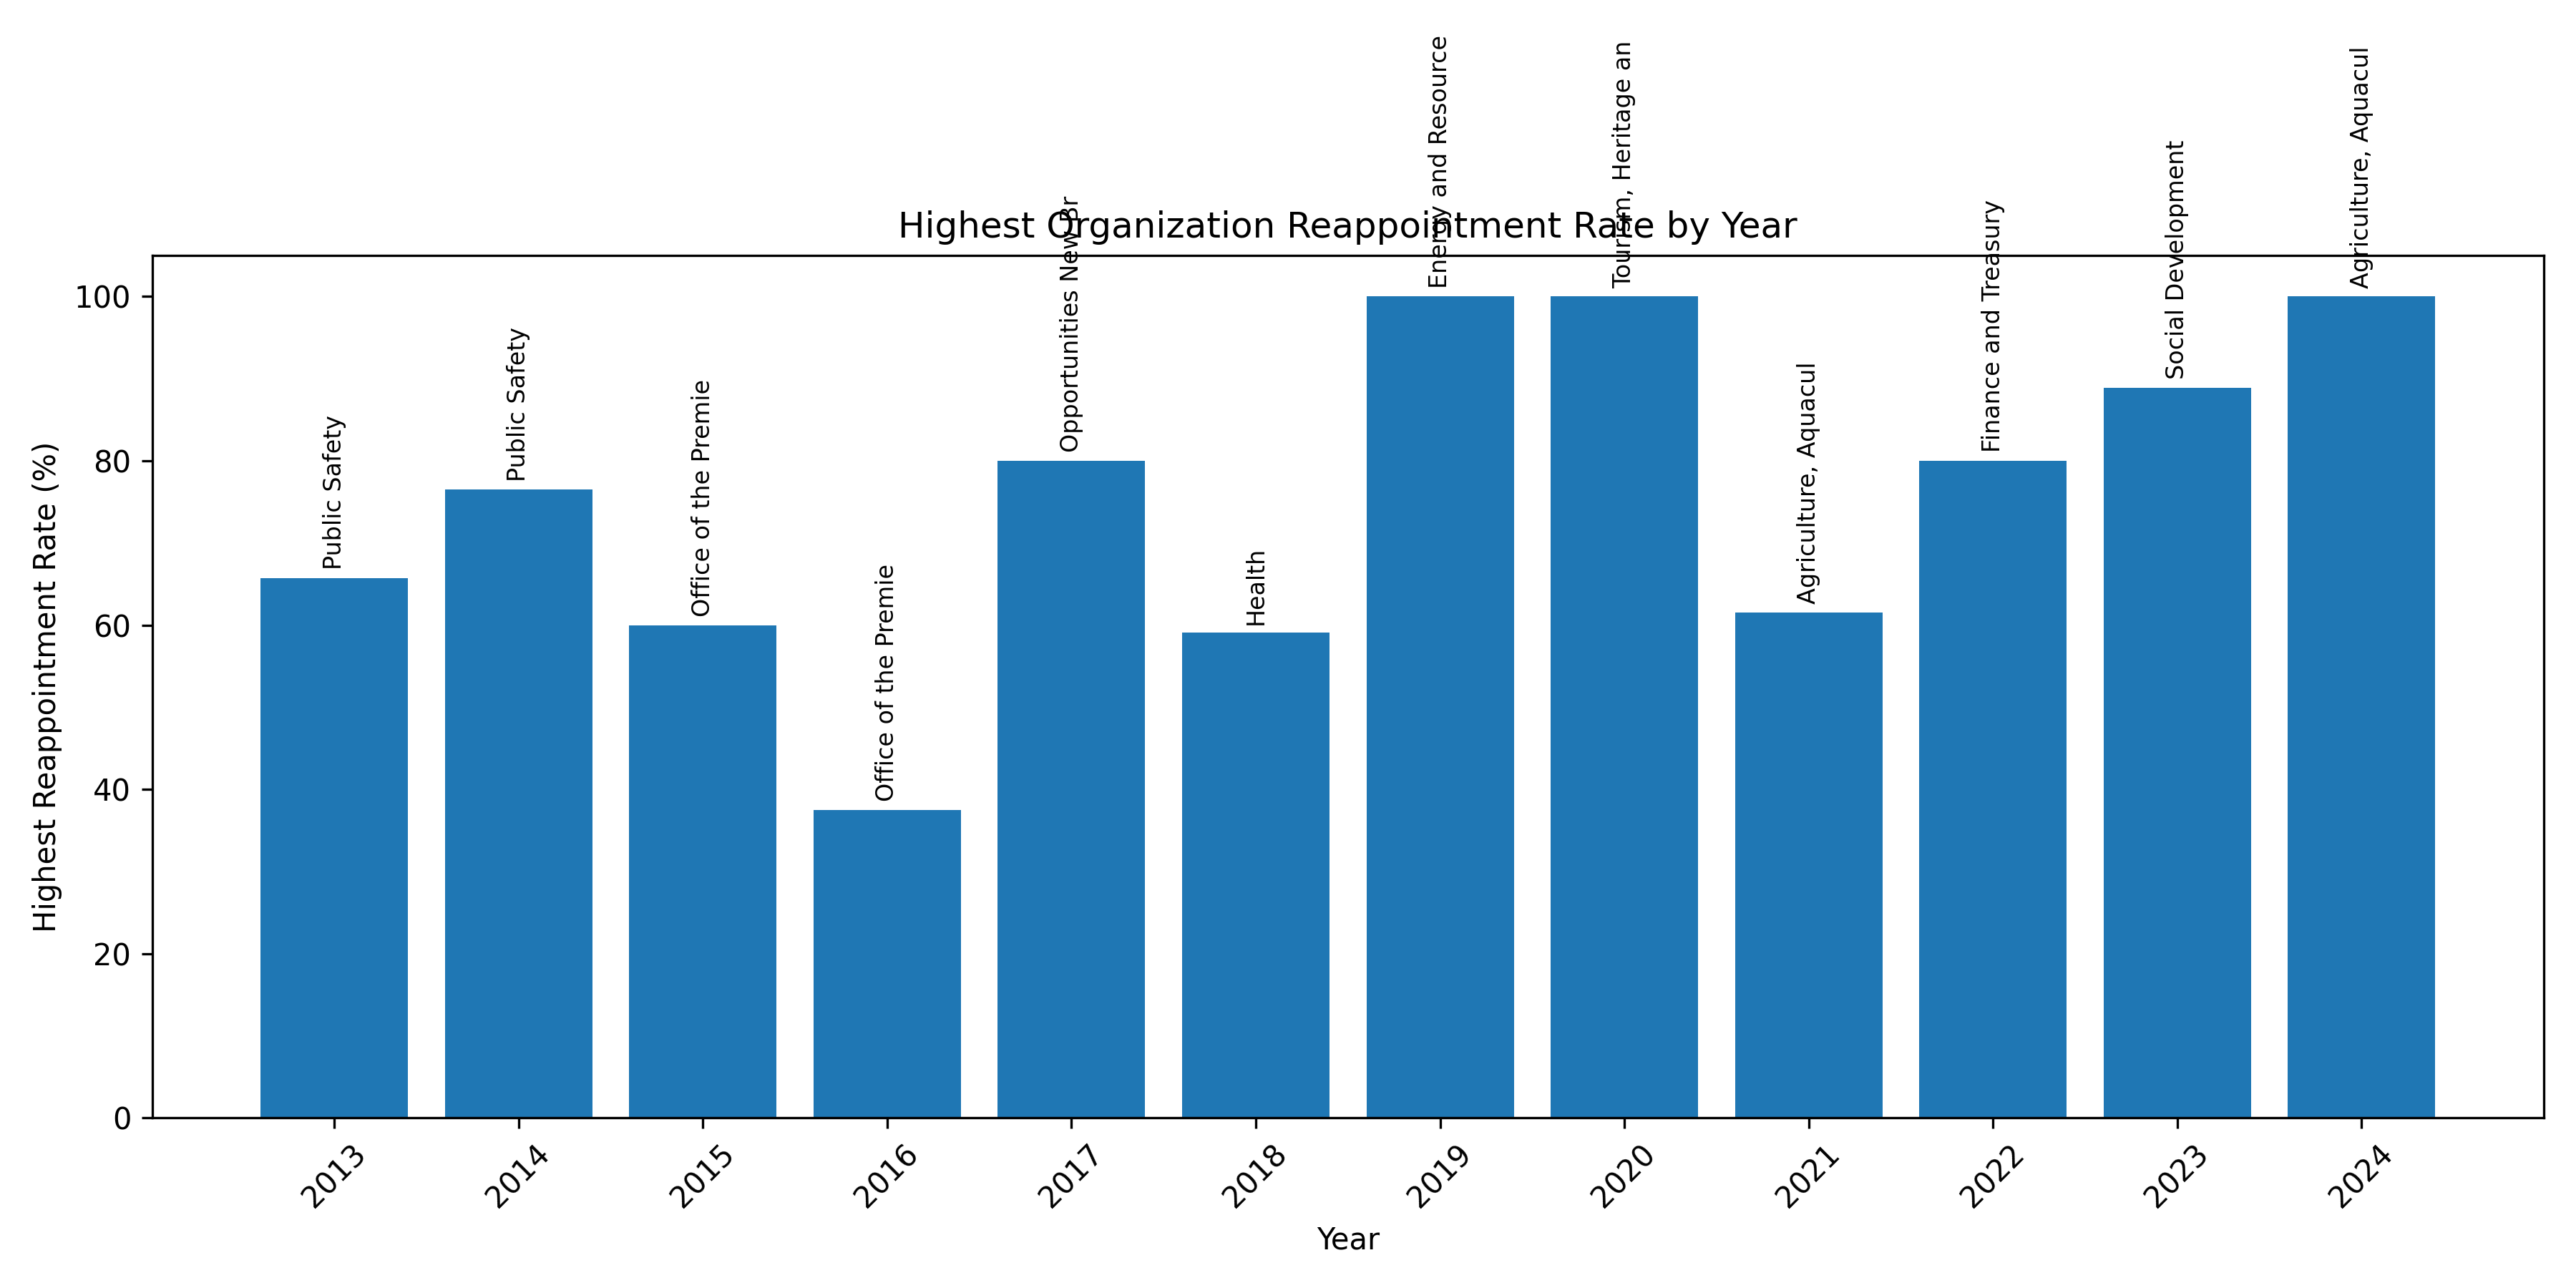 Highest Organization Reappointment Rate by Year
Highest Reappointment Rate (%)
100
80
60
40
20
0
Public Safety
Public Safety
Office of the Premie
Office of the Premie
Opportunities New Br
Health
Energy and Resource
Tourism, Heritage an
Agriculture, Aquacul
Finance and Treasury
Social Development
Agriculture, Aquacul
2013
2014
2015
2016
2017
2018
2019
2020
2021
2022
2023
2024
Year